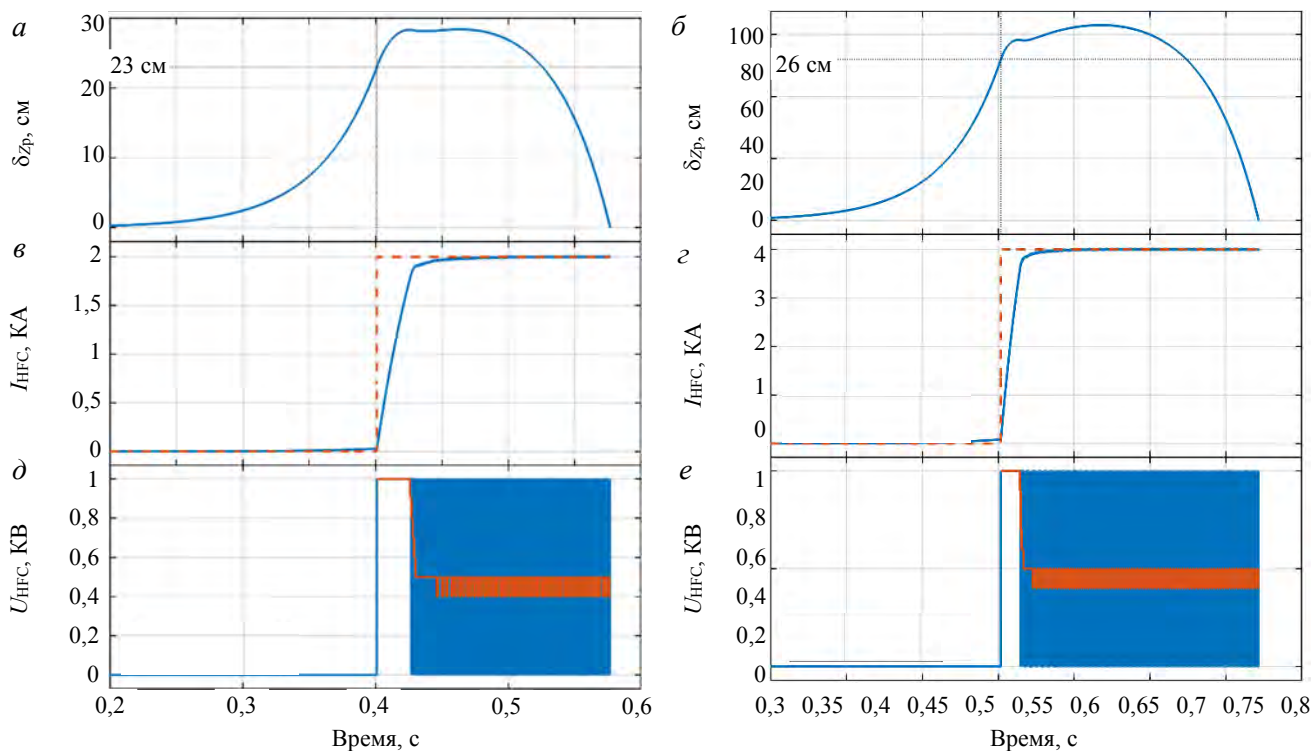 а
30
23 см
20
δZp, см
10
0
б
100
26 см
80
60
δZp, см
40
20
0
в
2
1,5
IHFC, КА
1
0,5
0
г
4
3
IHFC, КА
2
4
1
0
д
1
0,8
UHFC, КВ
0,6
0,4
0,2
0
0,2 0,3 0,4 0,5 0,6
Время, с
е
1
0,8
UHFC, КВ
0,6
0,4
0,2
0
0,3 0,35 0,4 0,45 0,5 0,55 0,6 0,65 0,7 0,75 0,8
Время, с